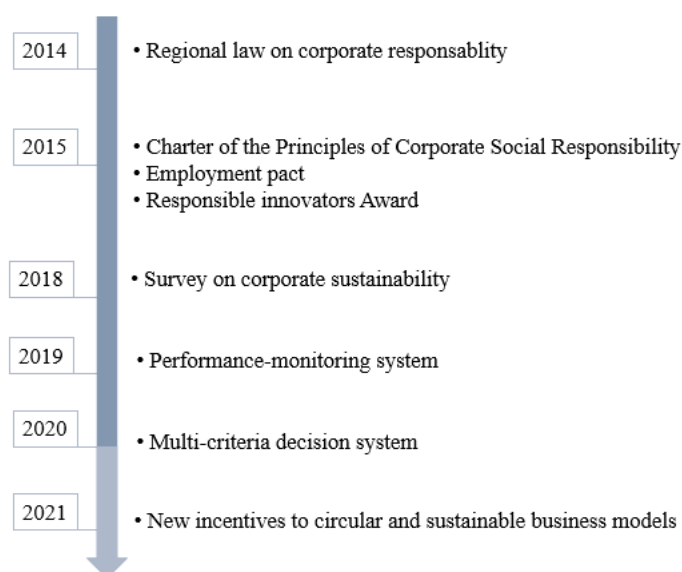 2014
• Regional law on corporate responsablity
2015
• Charter of the Principles of Corporate Social Responsibility
• Employment pact
• Responsible innovators Award
2018
• Survey on corporate sustainability
2019
• Performance-monitoring system
2020
• Multi-criteria decision system
2021
• New incentives to circular and sustainable business models